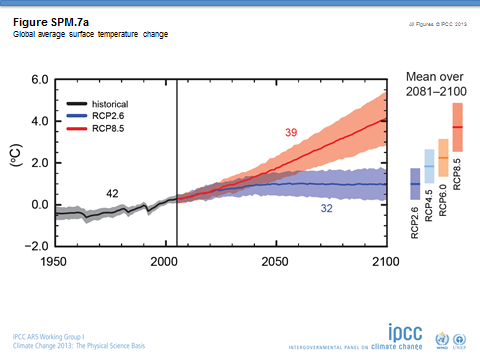 Figure SPM.7a
All Figures © IPCC 2013
Global average surface temperature change
Mean over
2081–2100
6.0
4.0
2.0
0.0
−2.0
(°C)
historical
RCP2.6
RCP8.5
42
39
32
1950
2000
2050
2100
RCP2.6
RCP4.5
RCP6.0
RCP8.5
IPCC AR5 Working Group I
Climate Change 2013: The Physical Science Basis
ipcc
INTERGOVERNMENTAL PANEL ON climate change
WMO
UNEP